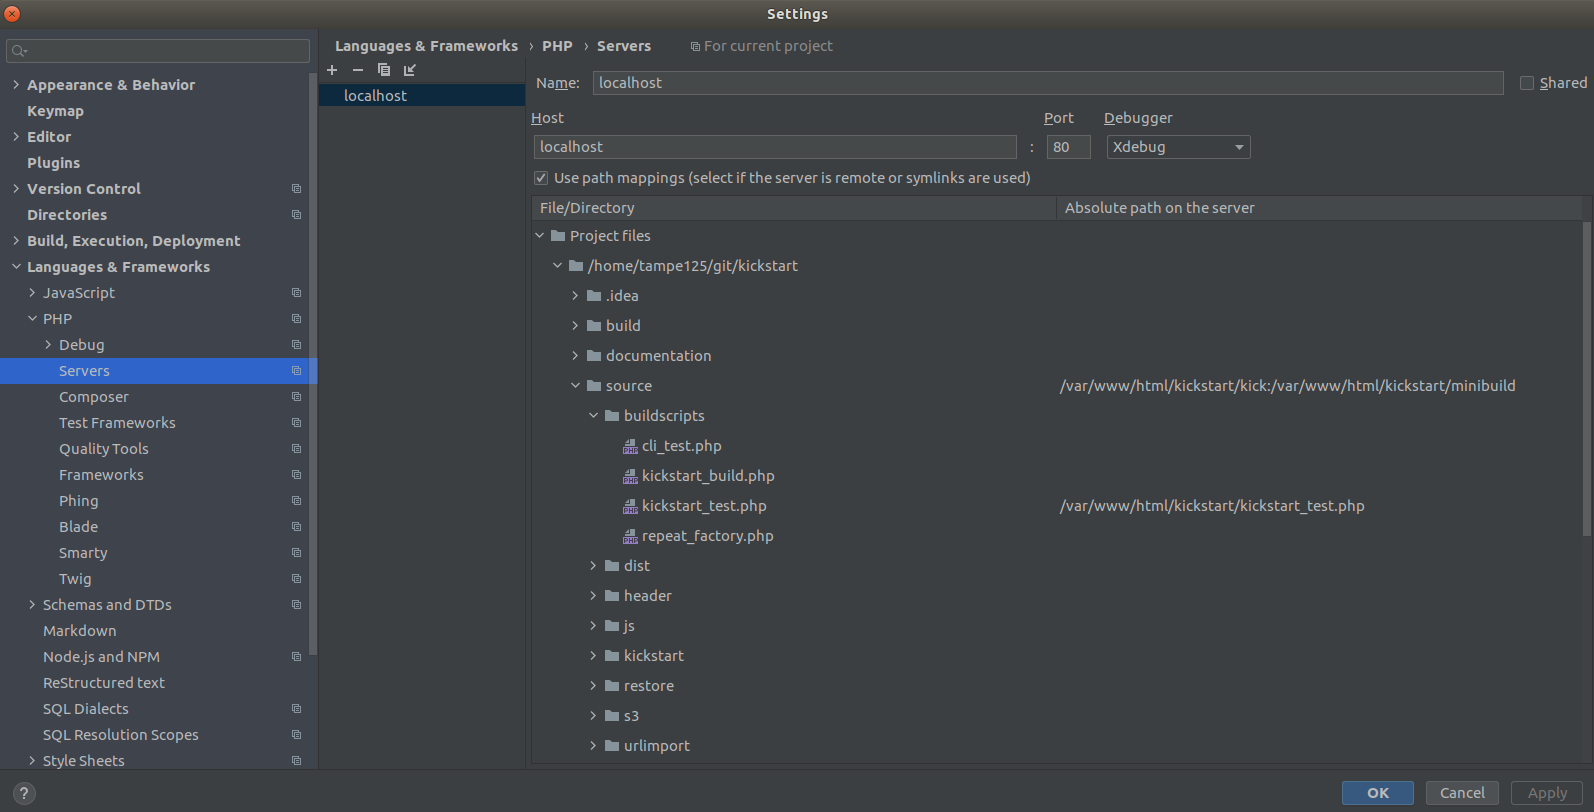 Settings
Appearance & Behavior
Keymap
Editor
Plugins
Version Control
Directories
Build, Execution, Deployment
Languages & Frameworks
JavaScript
PHP
Debug
Servers
Composer
Test Frameworks
Quality Tools
Frameworks
Phing
Blade
Smarty
Twig
Schemas and DTDs
Markdown
Node.js and NPM
ReStructured text
SQL Dialects
SQL Resolution Scopes
Style Sheets
Languages & Frameworks › PHP › Servers For current project
localhost
Name: localhost Shared
Host Port Debugger
localhost : 80 Xdebug
Use path mappings (select if the server is remote or symlinks are used)
File/Directory Absolute path on the server
Project files
/home/tampe125/git/kickstart
.idea
build
documentation
source /var/www/html/kickstart/kick:/var/www/html/kickstart/minibuild
buildscripts
PHP cli_test.php
PHP kickstart_build.php
PHP kickstart_test.php /var/www/html/kickstart/kickstart_test.php
PHP repeat_factory.php
dist
header
js
kickstart
restore
s3
urlimport
? OK Cancel Apply